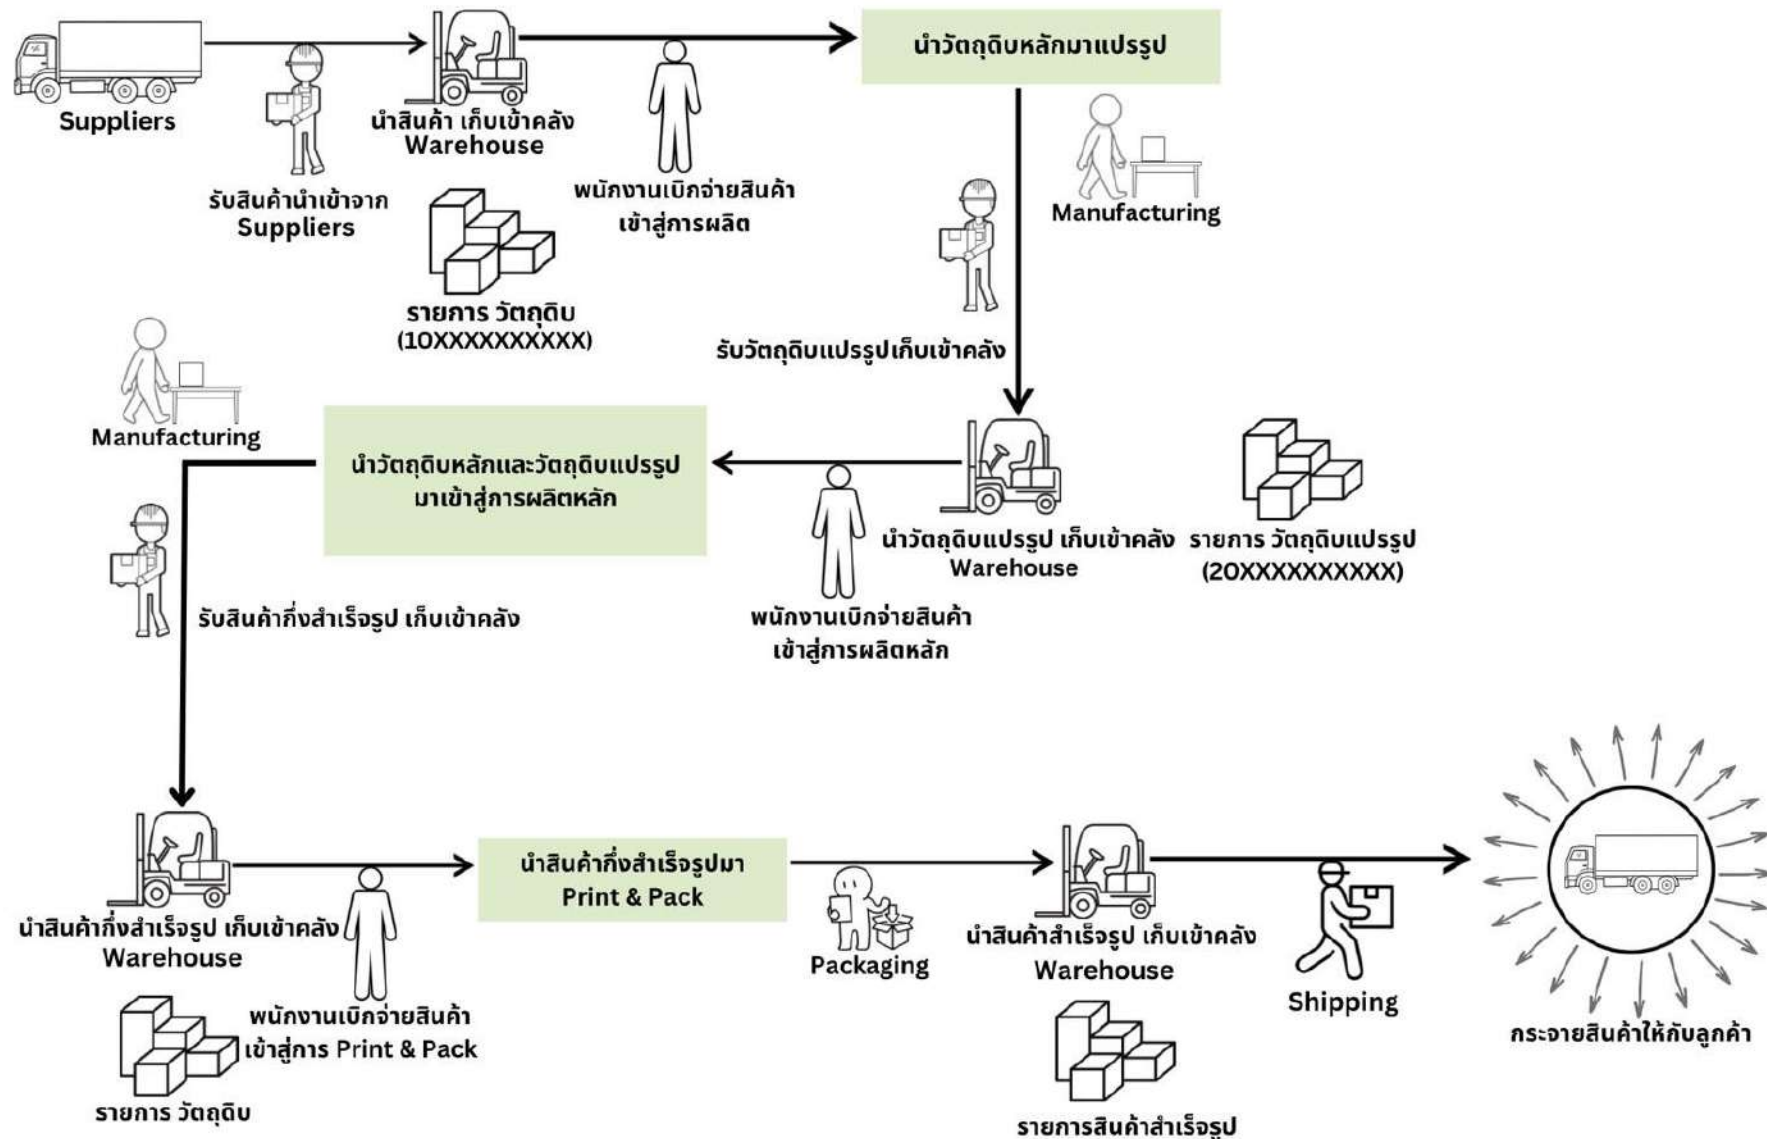 Suppliers
รับสินค้านำเข้าจาก
Suppliers
นำสินค้า เก็บเข้าคลัง
Warehouse
รายการ วัตถุดิบ
(10XXXXXXXXXX)
พนักงานเบิกจ่ายสินค้า
เข้าสู่การผลิต
นำวัตถุดิบหลักมาแปรรูป
Manufacturing
รับวัตถุดิบแปรรูปเก็บเข้าคลัง
นำวัตถุดิบแปรรูป เก็บเข้าคลัง
Warehouse
รายการ วัตถุดิบแปรรูป
(20XXXXXXXXXX)
พนักงานเบิกจ่ายสินค้า
เข้าสู่การผลิตหลัก
นำวัตถุดิบหลักและวัตถุดิบแปรรูป
มาเข้าสู่การผลิตหลัก
Manufacturing
รับสินค้ากึ่งสำเร็จรูป เก็บเข้าคลัง
นำสินค้ากึ่งสำเร็จรูป เก็บเข้าคลัง
Warehouse
รายการ วัตถุดิบ
พนักงานเบิกจ่ายสินค้า
เข้าสู่การ Print & Pack
นำสินค้ากึ่งสำเร็จรูปมา
Print & Pack
Packaging
นำสินค้าสำเร็จรูป เก็บเข้าคลัง
Warehouse
รายการสินค้าสำเร็จรูป
Shipping
กระจายสินค้าให้กับลูกค้า